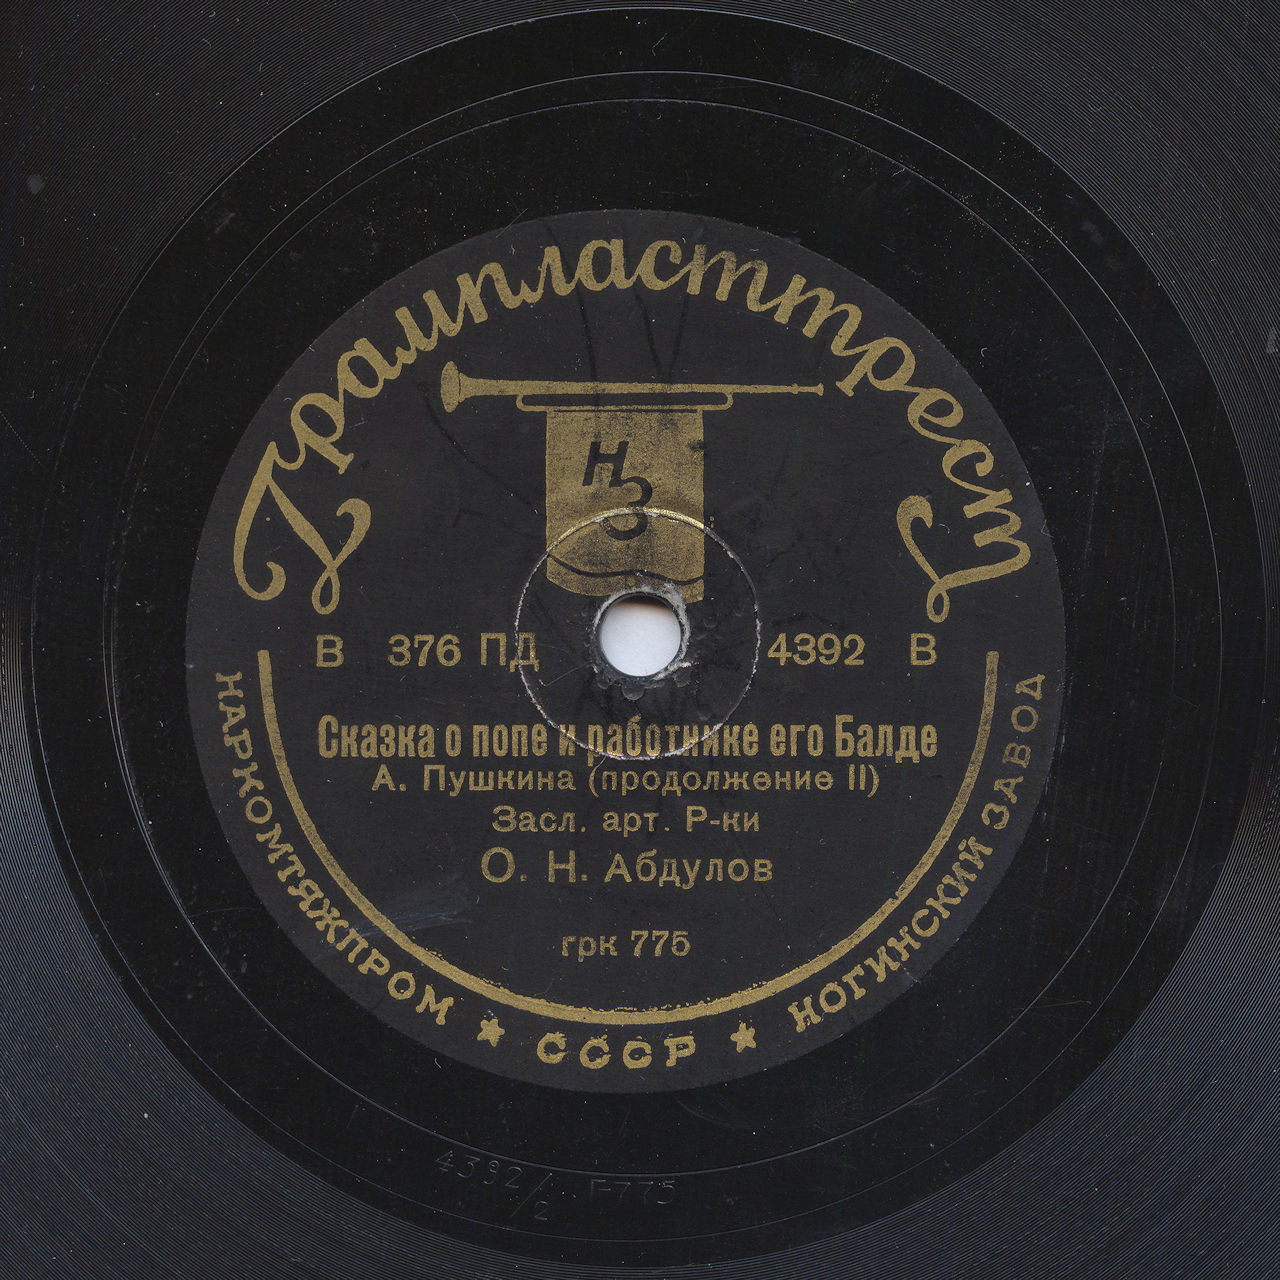 Грампласттрест
НЗ
В 376 ПД 4392 В
Сказка о попе и работнике его Балде
А. Пушкина (продолжение II)
Засл. арт. Р-ки
О. Н. Абдулов
грк 775
НАРКОМТЯЖПРОМ ★ СССР ★ НОГИНСКИЙ ЗАВОД
4392/2 Г-775